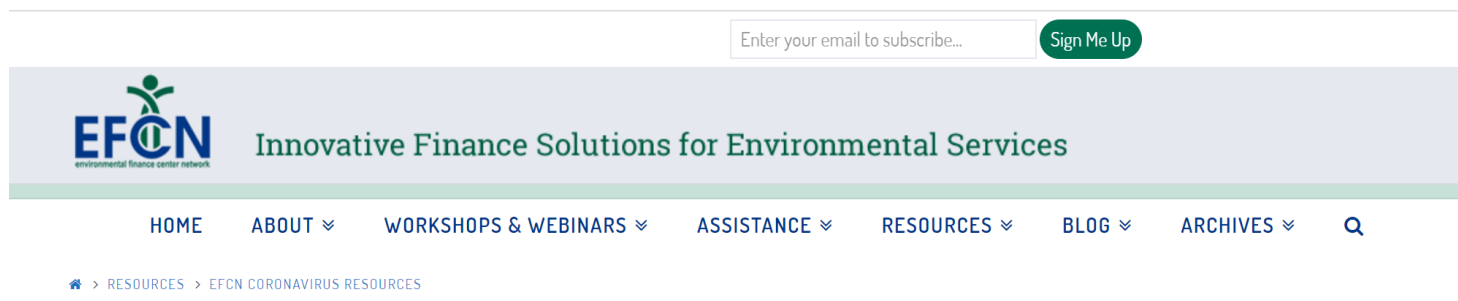 Enter your email to subscribe... Sign Me Up
EFCN
environmental finance center network
Innovative Finance Solutions for Environmental Services
HOME ABOUT WORKSHOPS & WEBINARS ASSISTANCE RESOURCES BLOG ARCHIVES
> RESOURCES > EFCN CORONAVIRUS RESOURCES